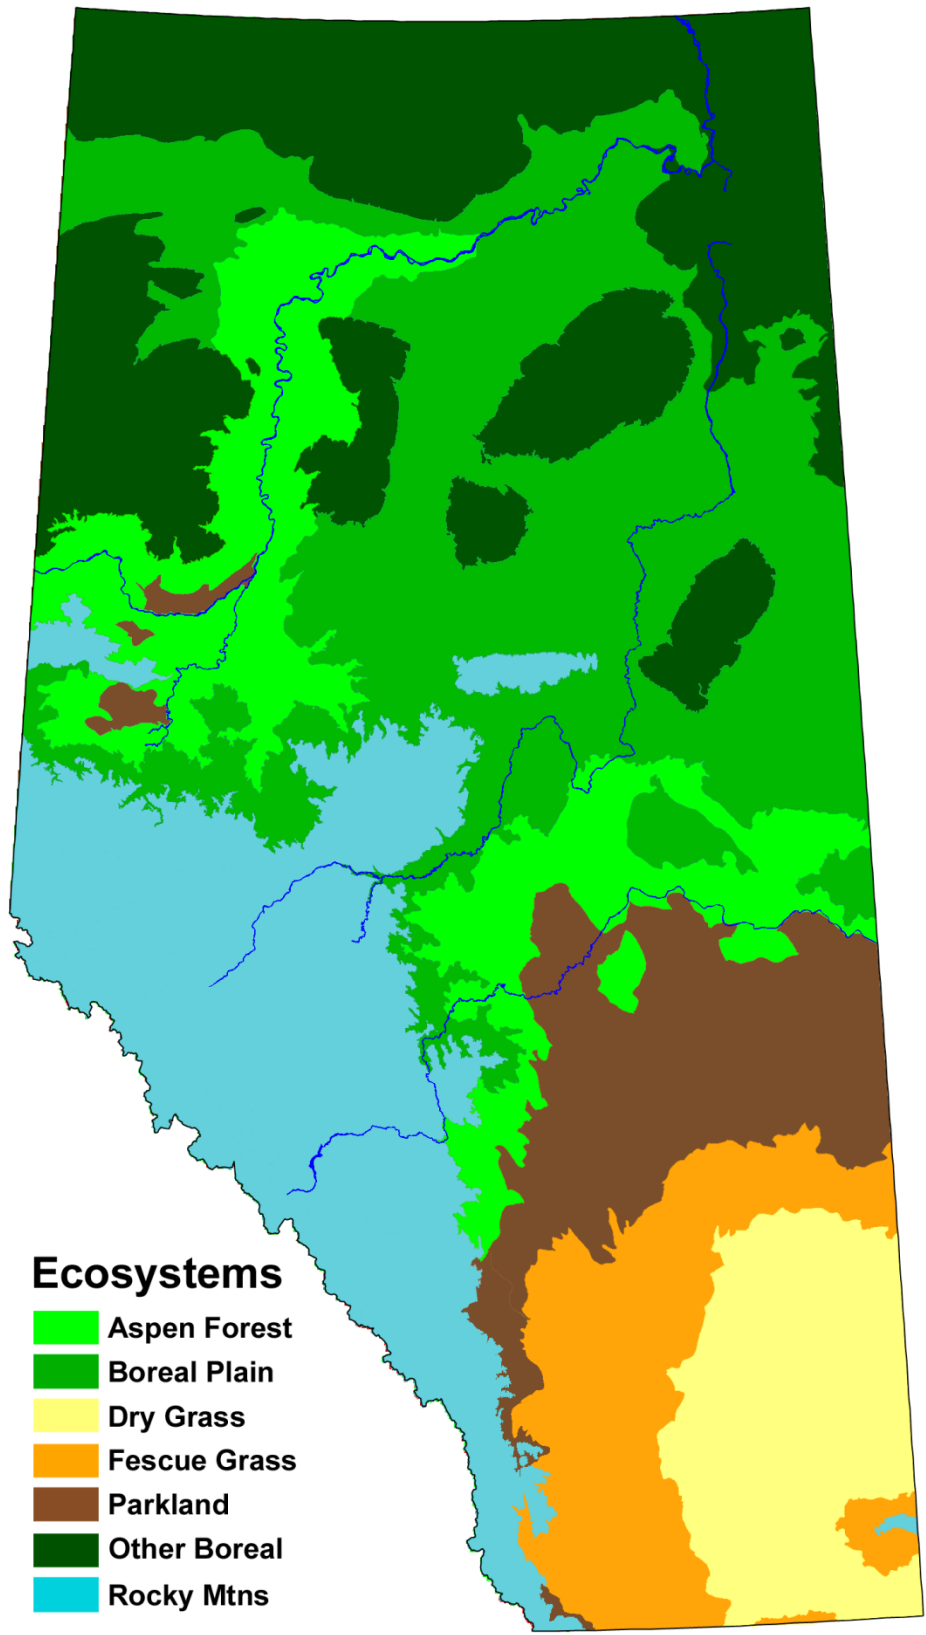 Ecosystems
Aspen Forest
Boreal Plain
Dry Grass
Fescue Grass
Parkland
Other Boreal
Rocky Mtns